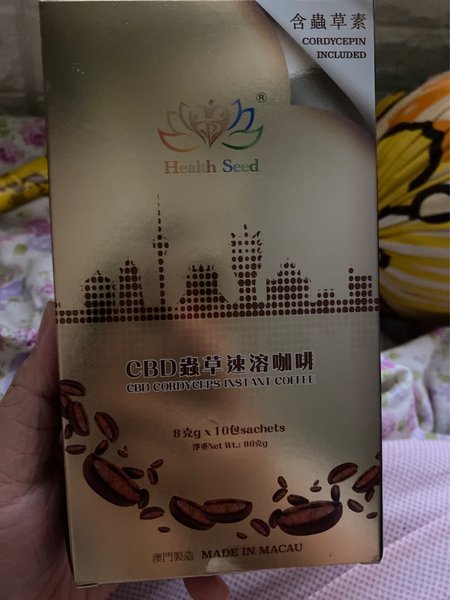 含蟲草素
CORDYCEPIN
INCLUDED
®
Health Seed
CBD蟲草速溶咖啡
CBD CORDYCEPS INSTANT COFFEE
8克g x 10包sachets
淨重Net Wt.: 80克g
澳門製造 MADE IN MACAU